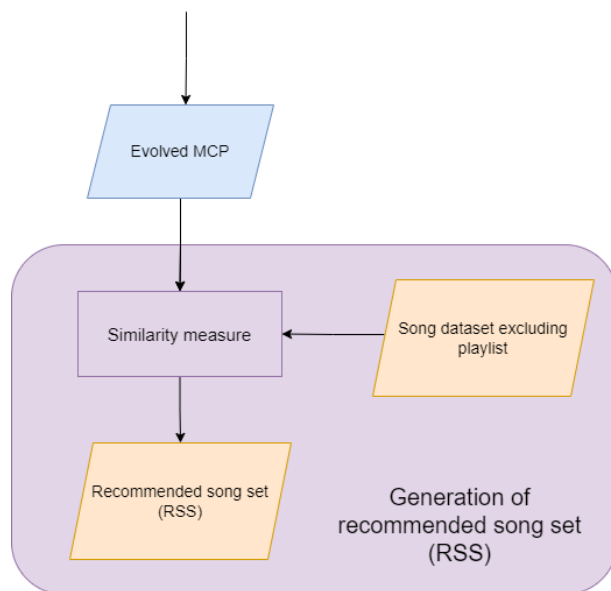 Evolved MCP
Similarity measure
Song dataset excluding
playlist
Recommended song set
(RSS)
Generation of
recommended song set
(RSS)